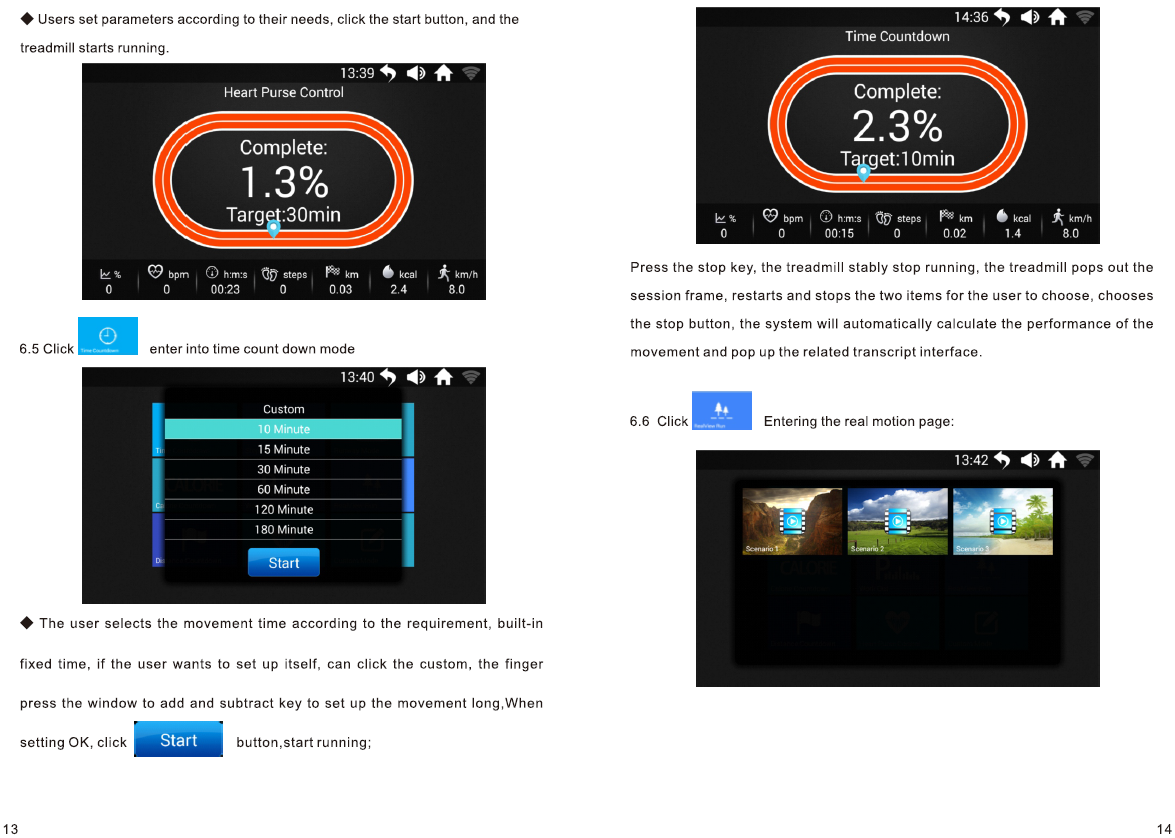 ◆ Users set parameters according to their needs, click the start button, and the
treadmill starts running.
13:39
Heart Purse Control
Complete:
1.3%
Target:30min
% bpm h:m:s steps km kcal km/h
0 0 00:23 0 0.03 2.4 8.0
6.5 Click Time Countdown enter into time count down mode
13:40
Custom
10 Minute
15 Minute
30 Minute
60 Minute
120 Minute
180 Minute
Start
◆ The user selects the movement time according to the requirement, built-in
fixed time, if the user wants to set up itself, can click the custom, the finger
press the window to add and subtract key to set up the movement long,When
setting OK, click Start button,start running;
13
14:36
Time Countdown
Complete:
2.3%
Target:10min
% bpm h:m:s steps km kcal km/h
0 0 00:15 0 0.02 1.4 8.0
Press the stop key, the treadmill stably stop running, the treadmill pops out the
session frame, restarts and stops the two items for the user to choose, chooses
the stop button, the system will automatically calculate the performance of the
movement and pop up the related transcript interface.
6.6 Click RealView Run Entering the real motion page:
13:42
Scenario 1 Scenario 2 Scenario 3
CALORIE
14